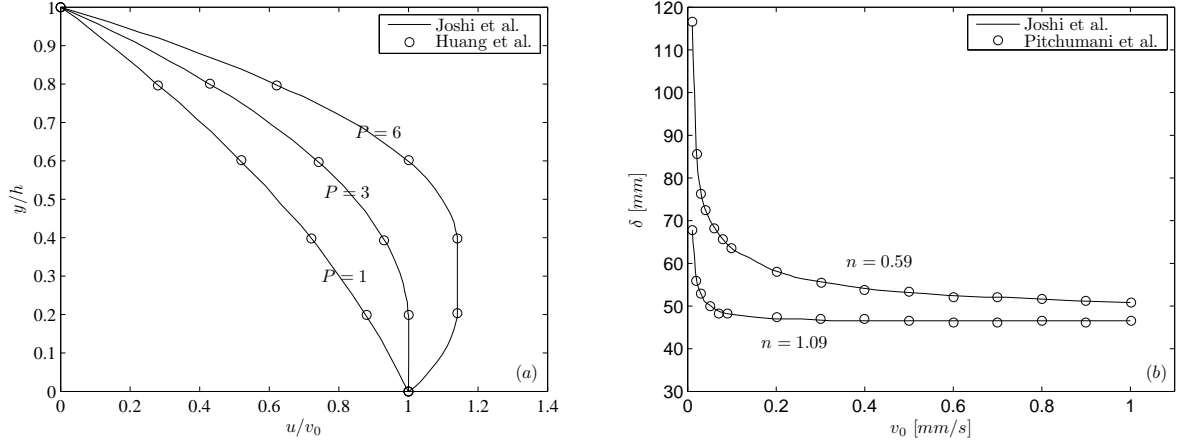 1
0.9
0.8
0.7
0.6
0.5
0.4
0.3
0.2
0.1
0
y/h
Joshi et al.
Huang et al.
P = 6
P = 3
P = 1
(a)
0 0.2 0.4 0.6 0.8 1 1.2 1.4
u/v₀
120
110
100
90
80
70
60
50
40
30
δ [mm]
Joshi et al.
Pitchumani et al.
n = 0.59
n = 1.09
(b)
0 0.2 0.4 0.6 0.8 1
v₀ [mm/s]